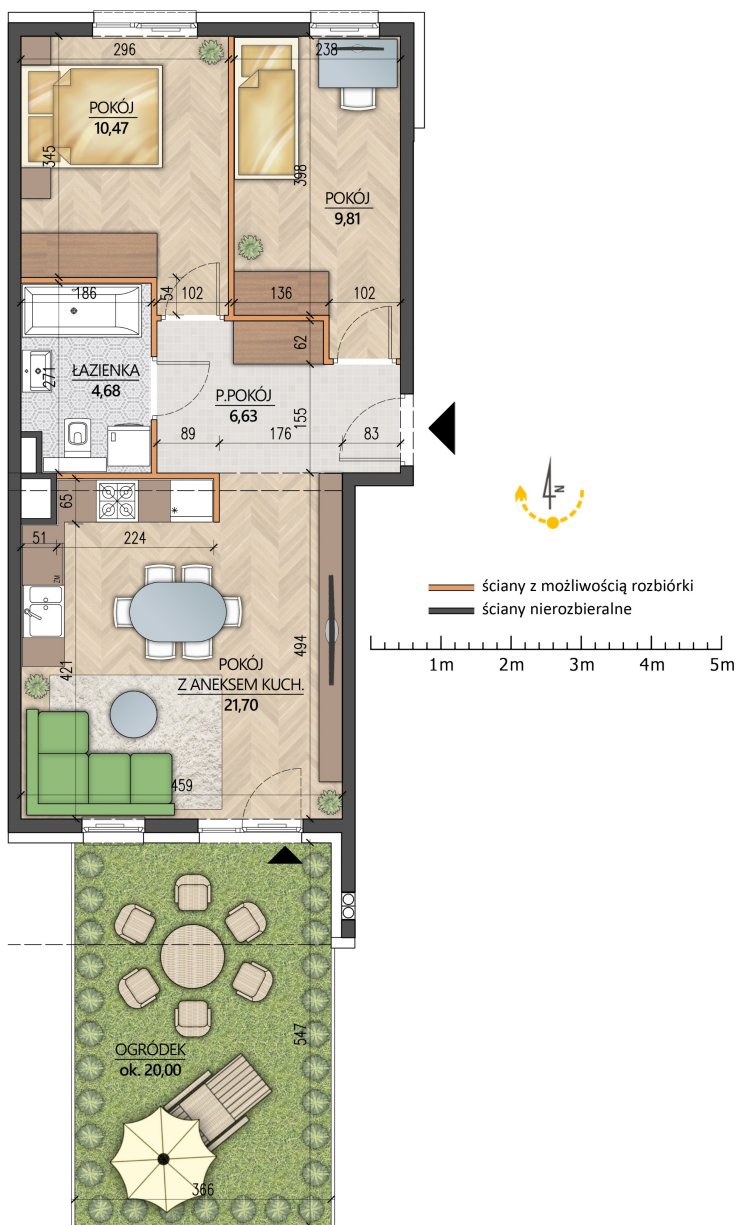 296
238
POKÓJ
10,47
345
398
POKÓJ
9,81
186
54
102
136
102
62
ŁAZIENKA
4,68
271
P.POKÓJ
6,63
155
89
176
83
65
51
224
ZM
N
ściany z możliwością rozbiórki
ściany nierozbieralne
1m 2m 3m 4m 5m
421
494
POKÓJ
Z ANEKSEM KUCH.
21,70
459
547
OGRÓDEK
ok. 20,00
366